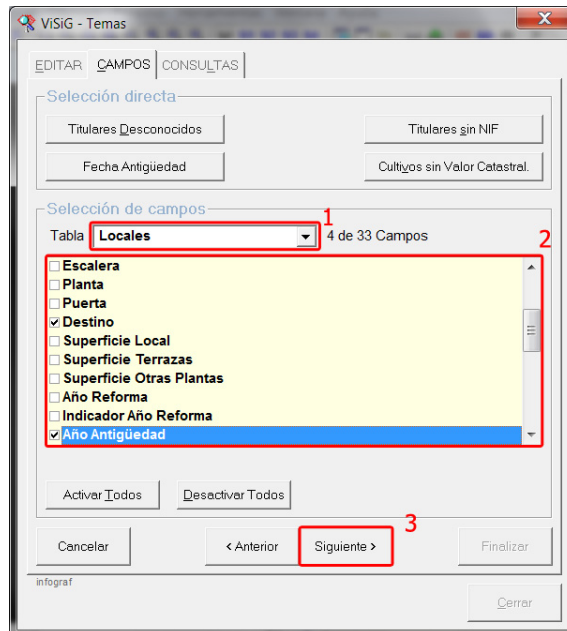 ViSiG - Temas
EDITAR CAMPOS CONSULTAS
Selección directa
Titulares Desconocidos Titulares sin NIF
Fecha Antigüedad Cultivos sin Valor Catastral.
Selección de campos
1
Tabla Locales 4 de 33 Campos
2
Escalera
Planta
Puerta
Destino
Superficie Local
Superficie Terrazas
Superficie Otras Plantas
Año Reforma
Indicador Año Reforma
Año Antigüedad
Activar Todos Desactivar Todos
3
Cancelar < Anterior Siguiente > Finalizar
infograf
Cerrar